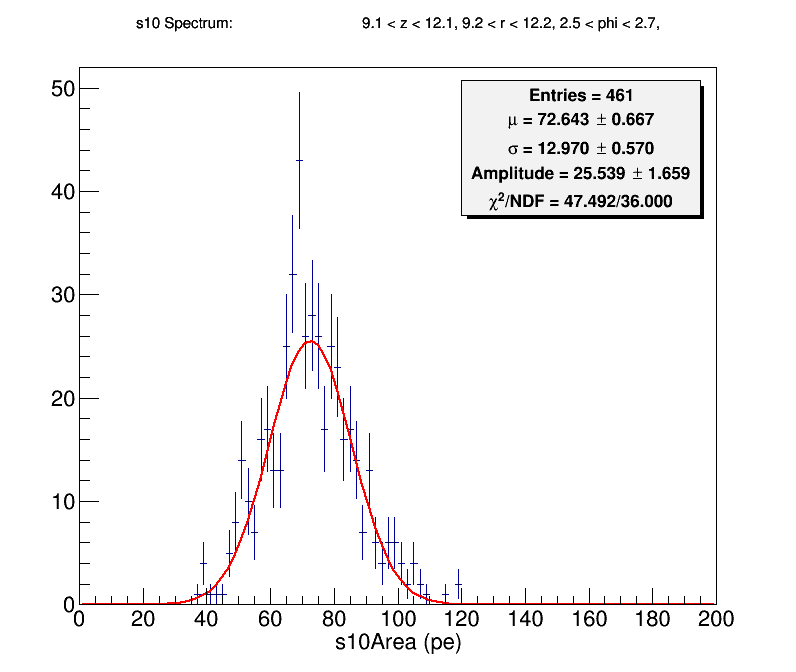 s10 Spectrum: 9.1 < z < 12.1, 9.2 < r < 12.2, 2.5 < phi < 2.7,
Entries = 461
μ = 72.643 ± 0.667
σ = 12.970 ± 0.570
Amplitude = 25.539 ± 1.659
χ²/NDF = 47.492/36.000
50
40
30
20
10
0
0 20 40 60 80 100 120 140 160 180 200
s10Area (pe)